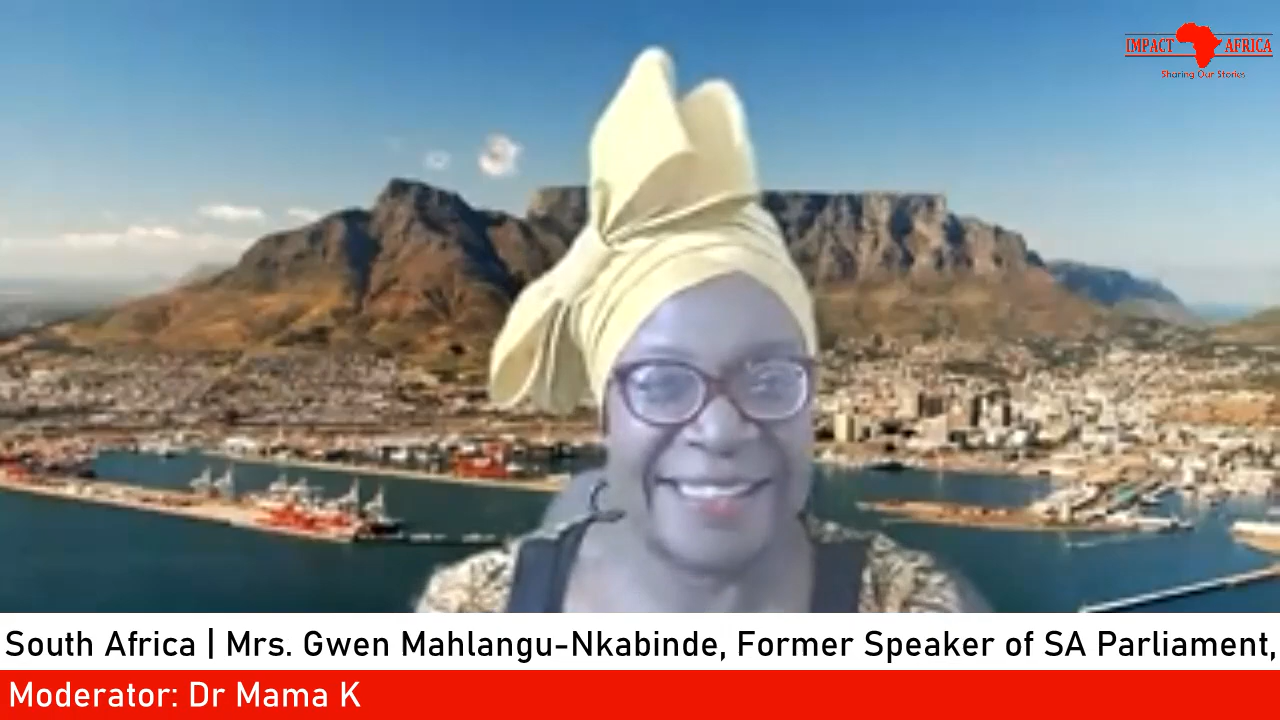 IMPACT AFRICA
Sharing Our Stories
South Africa | Mrs. Gwen Mahlangu-Nkabinde, Former Speaker of SA Parliament,
Moderator: Dr Mama K